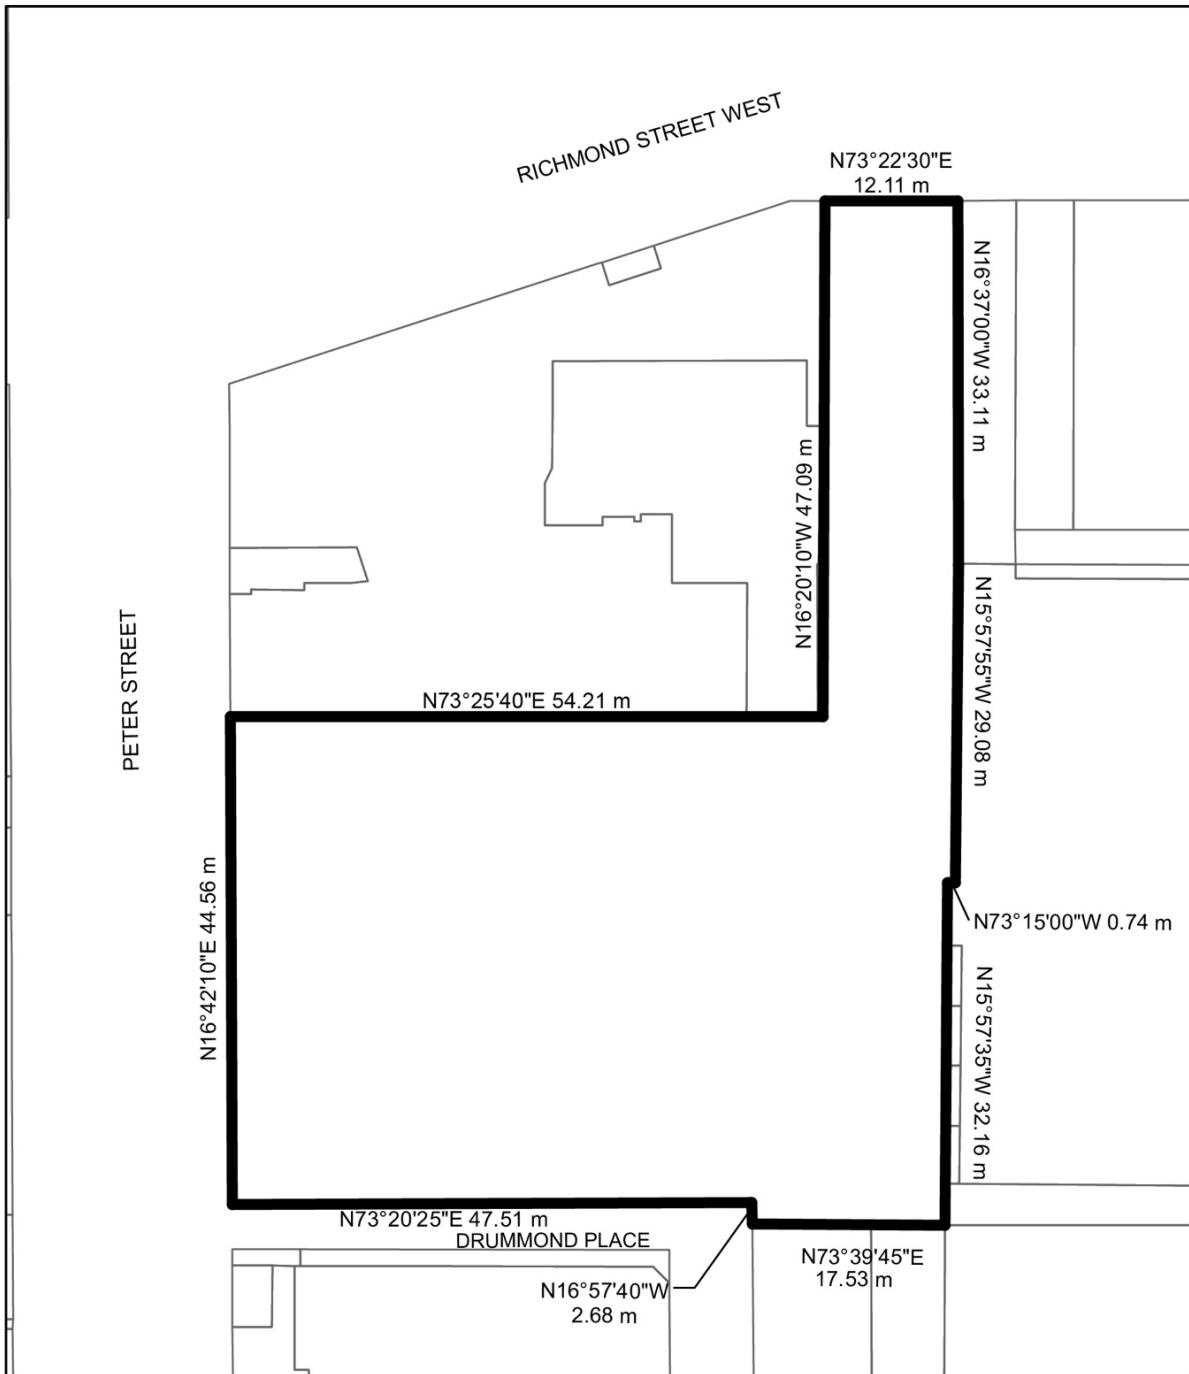 RICHMOND STREET WEST
N73°22'30"E
12.11 m
N16°37'00"W 33.11 m
N16°20'10"W 47.09 m
N15°57'55"W 29.08 m
PETER STREET
N73°25'40"E 54.21 m
N16°42'10"E 44.56 m
N73°15'00"W 0.74 m
N15°57'35"W 32.16 m
N73°20'25"E 47.51 m
DRUMMOND PLACE
N73°39'45"E
17.53 m
N16°57'40"W
2.68 m